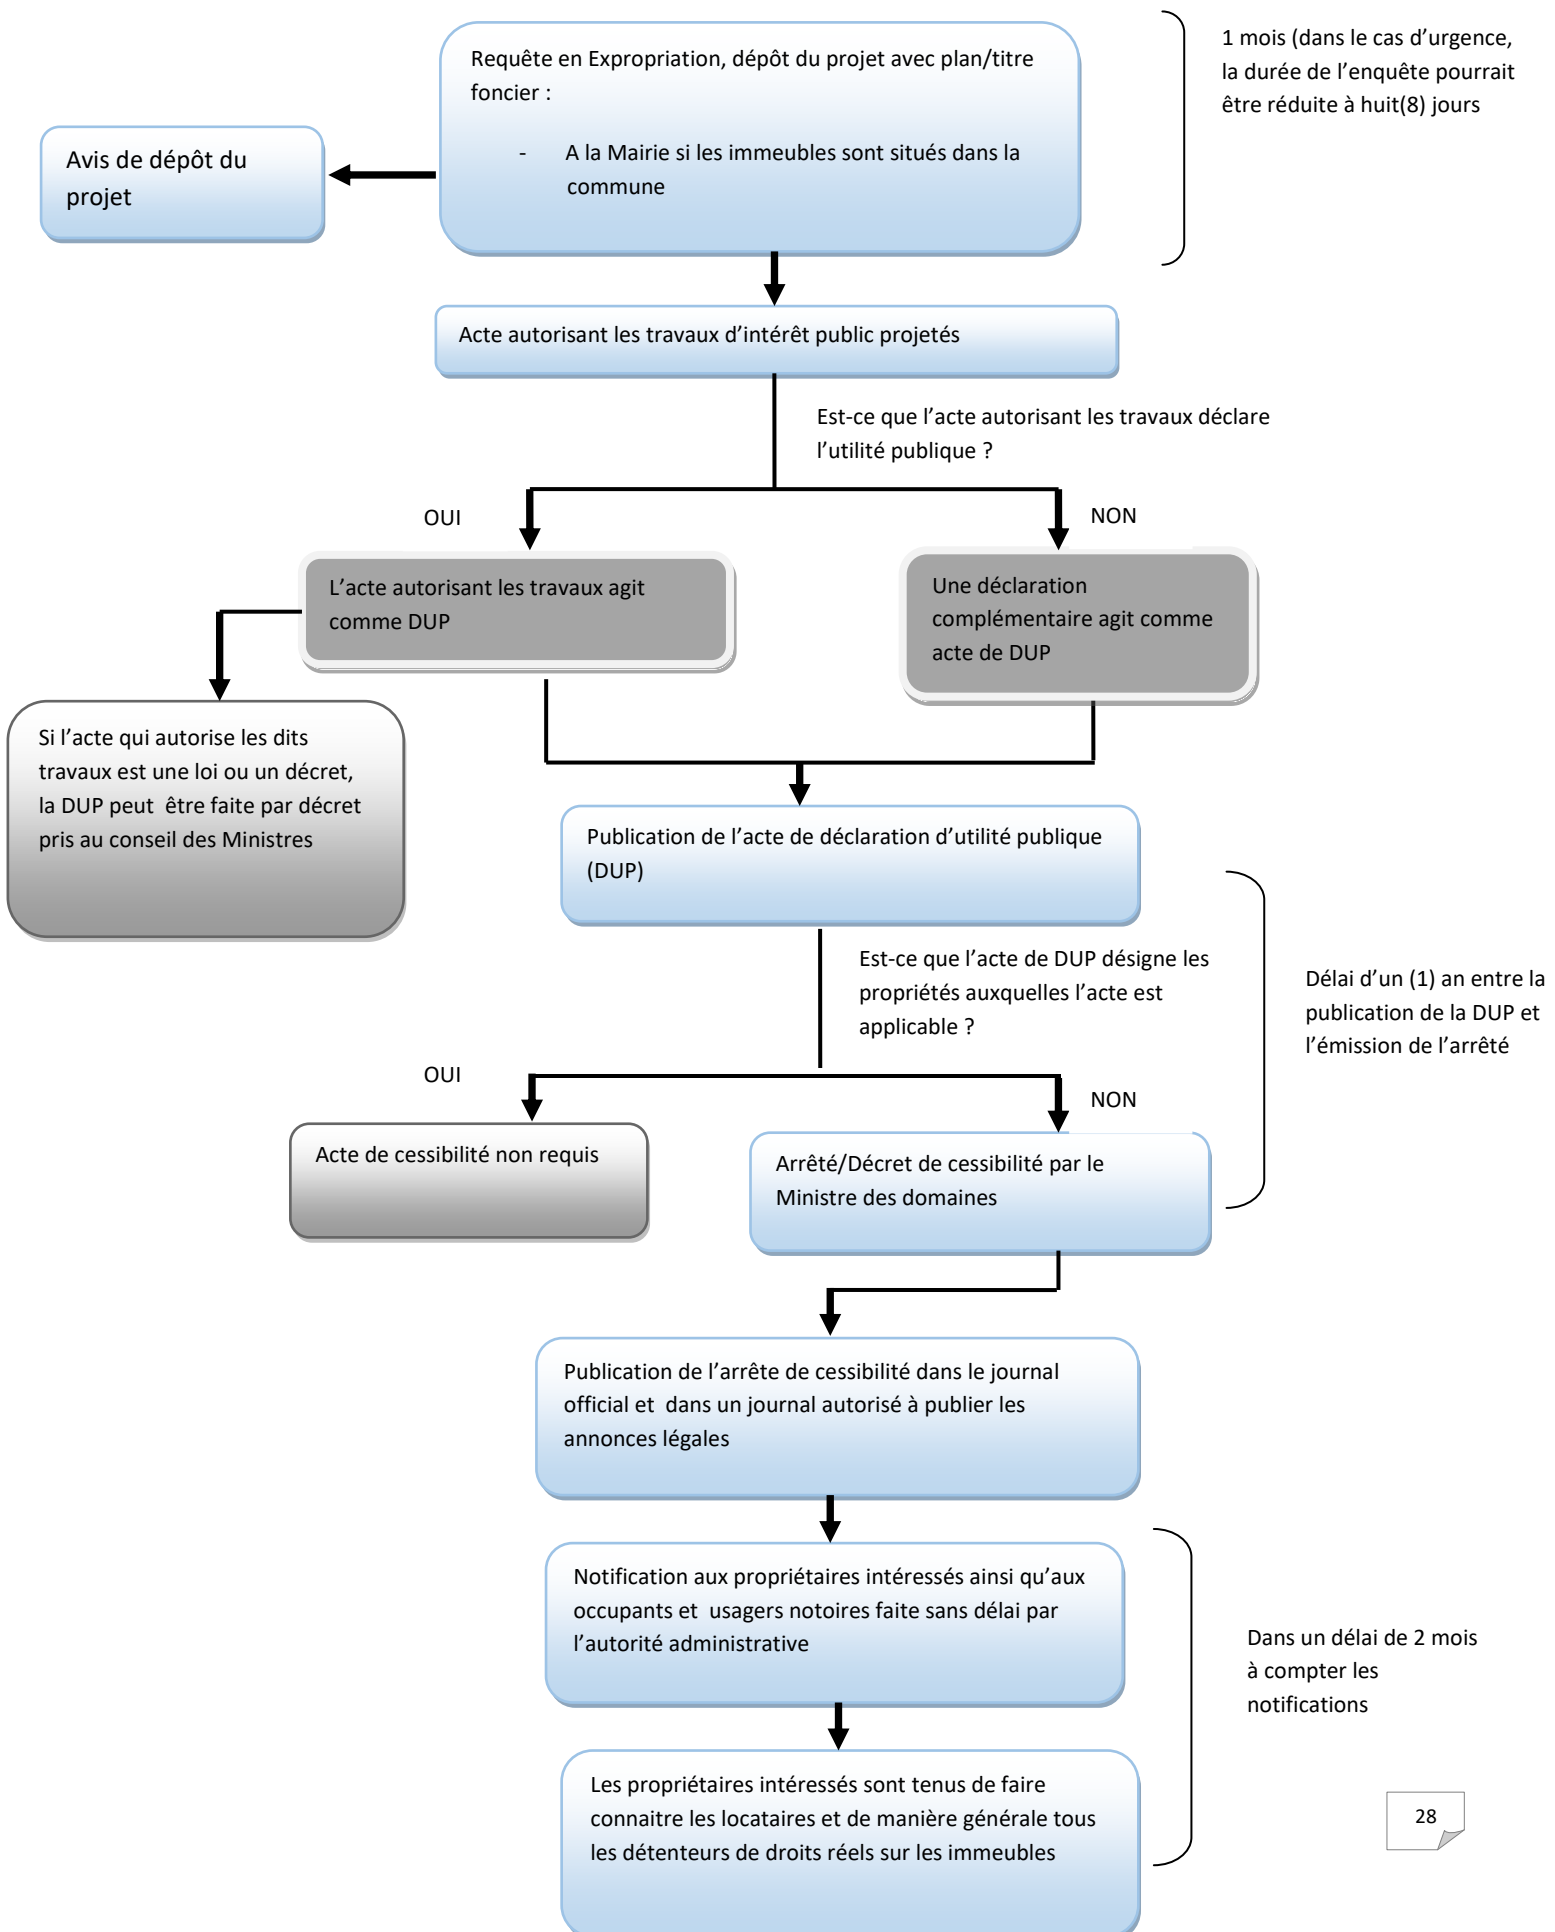 Requête en Expropriation, dépôt du projet avec plan/titre
foncier :
- A la Mairie si les immeubles sont situés dans la
commune
1 mois (dans le cas d’urgence,
la durée de l’enquête pourrait
être réduite à huit(8) jours
Avis de dépôt du
projet
Acte autorisant les travaux d’intérêt public projetés
Est-ce que l’acte autorisant les travaux déclare
l’utilité publique ?
OUI
NON
L’acte autorisant les travaux agit
comme DUP
Une déclaration
complémentaire agit comme
acte de DUP
Si l’acte qui autorise les dits
travaux est une loi ou un décret,
la DUP peut  être faite par décret
pris au conseil des Ministres
Publication de l’acte de déclaration d’utilité publique
(DUP)
Est-ce que l’acte de DUP désigne les
propriétés auxquelles l’acte est
applicable ?
Délai d’un (1) an entre la
publication de la DUP et
l’émission de l’arrêté
OUI
NON
Acte de cessibilité non requis
Arrêté/Décret de cessibilité par le
Ministre des domaines
Publication de l’arrête de cessibilité dans le journal
official et  dans un journal autorisé à publier les
annonces légales
Notification aux propriétaires intéressés ainsi qu’aux
occupants et  usagers notoires faite sans délai par
l’autorité administrative
Dans un délai de 2 mois
à compter les
notifications
Les propriétaires intéressés sont tenus de faire
connaitre les locataires et de manière générale tous
les détenteurs de droits réels sur les immeubles
28